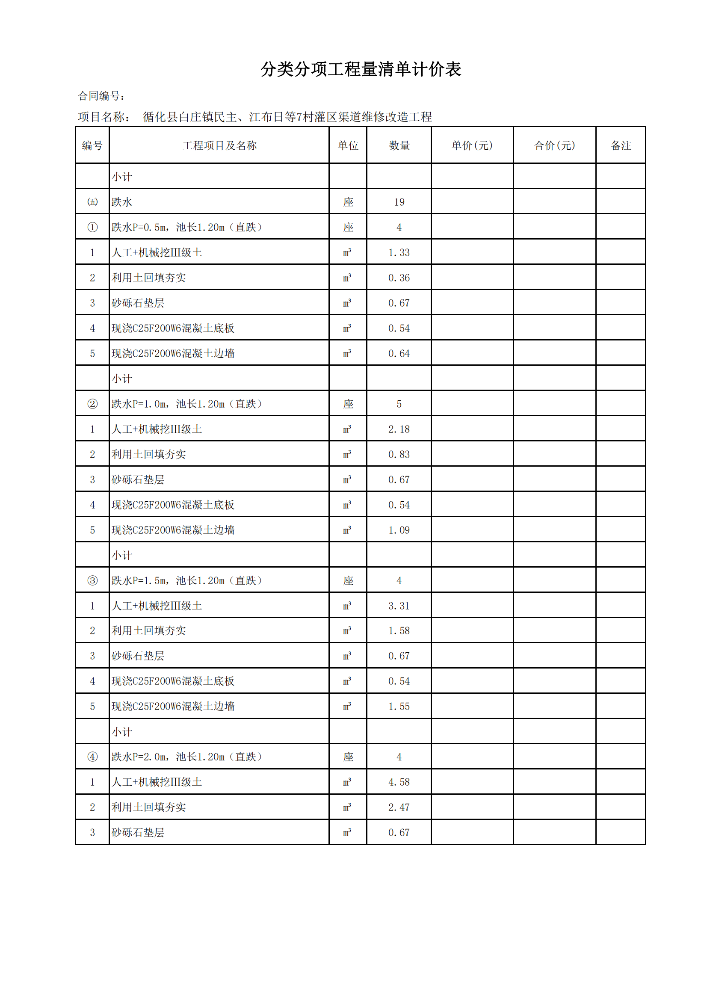 分类分项工程量清单计价表
合同编号：
项目名称： 循化县白庄镇民主、江布日等7村灌区渠道维修改造工程
编号 工程项目及名称 单位 数量 单价(元) 合价(元) 备注
小计
㈤ 跌水 座 19
① 跌水P=0.5m，池长1.20m（直跌） 座 4
1 人工+机械挖Ⅲ级土 m³ 1.33
2 利用土回填夯实 m³ 0.36
3 砂砾石垫层 m³ 0.67
4 现浇C25F200W6混凝土底板 m³ 0.54
5 现浇C25F200W6混凝土边墙 m³ 0.64
小计
② 跌水P=1.0m，池长1.20m（直跌） 座 5
1 人工+机械挖Ⅲ级土 m³ 2.18
2 利用土回填夯实 m³ 0.83
3 砂砾石垫层 m³ 0.67
4 现浇C25F200W6混凝土底板 m³ 0.54
5 现浇C25F200W6混凝土边墙 m³ 1.09
小计
③ 跌水P=1.5m，池长1.20m（直跌） 座 4
1 人工+机械挖Ⅲ级土 m³ 3.31
2 利用土回填夯实 m³ 1.58
3 砂砾石垫层 m³ 0.67
4 现浇C25F200W6混凝土底板 m³ 0.54
5 现浇C25F200W6混凝土边墙 m³ 1.55
小计
④ 跌水P=2.0m，池长1.20m（直跌） 座 4
1 人工+机械挖Ⅲ级土 m³ 4.58
2 利用土回填夯实 m³ 2.47
3 砂砾石垫层 m³ 0.67